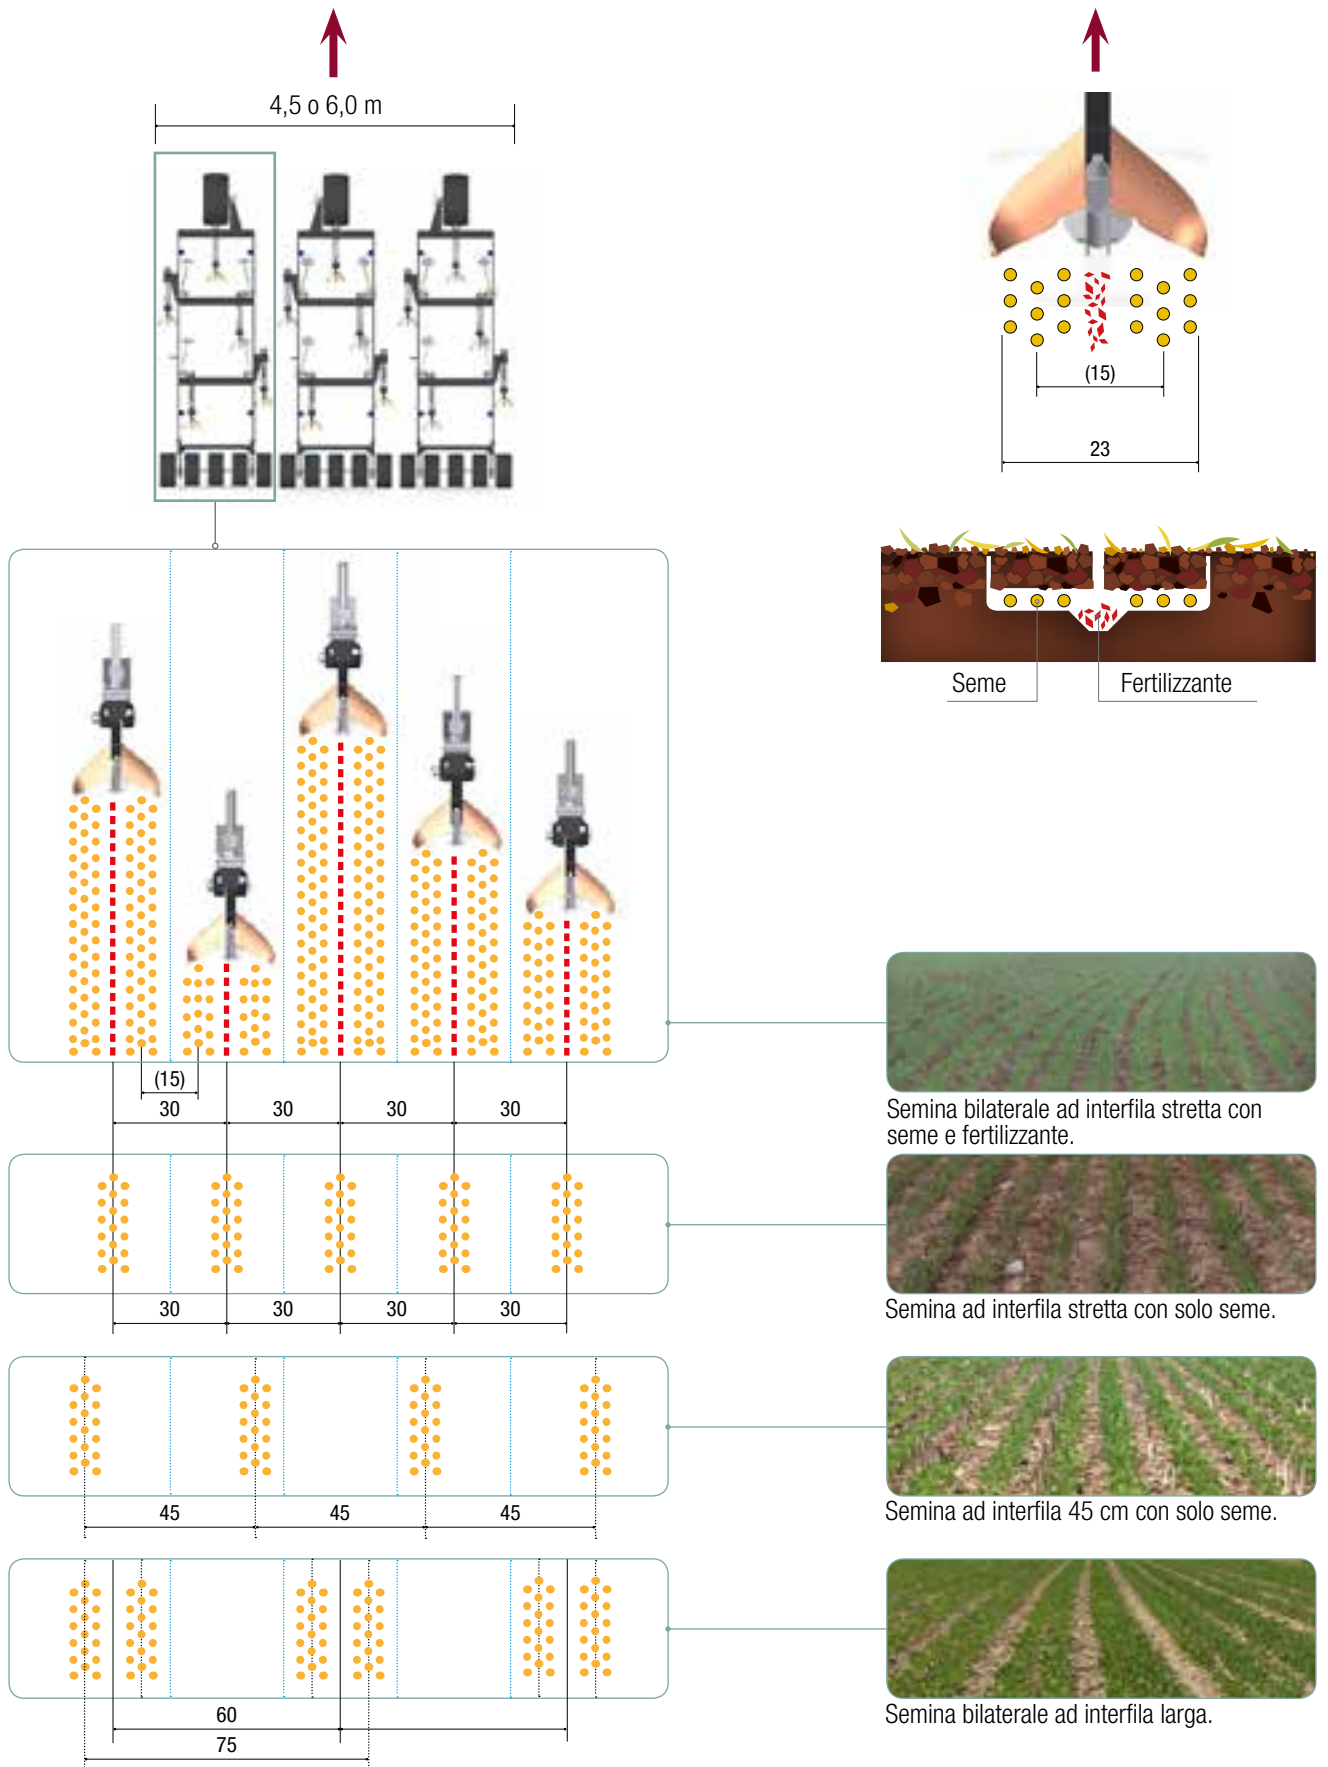 4,5 o 6,0 m
(15)
23
Seme
Fertilizzante
(15)
30
30
30
30
Semina bilaterale ad interfila stretta con
seme e fertilizzante.
30
30
30
30
Semina ad interfila stretta con solo seme.
45
45
45
Semina ad interfila 45 cm con solo seme.
60
75
Semina bilaterale ad interfila larga.